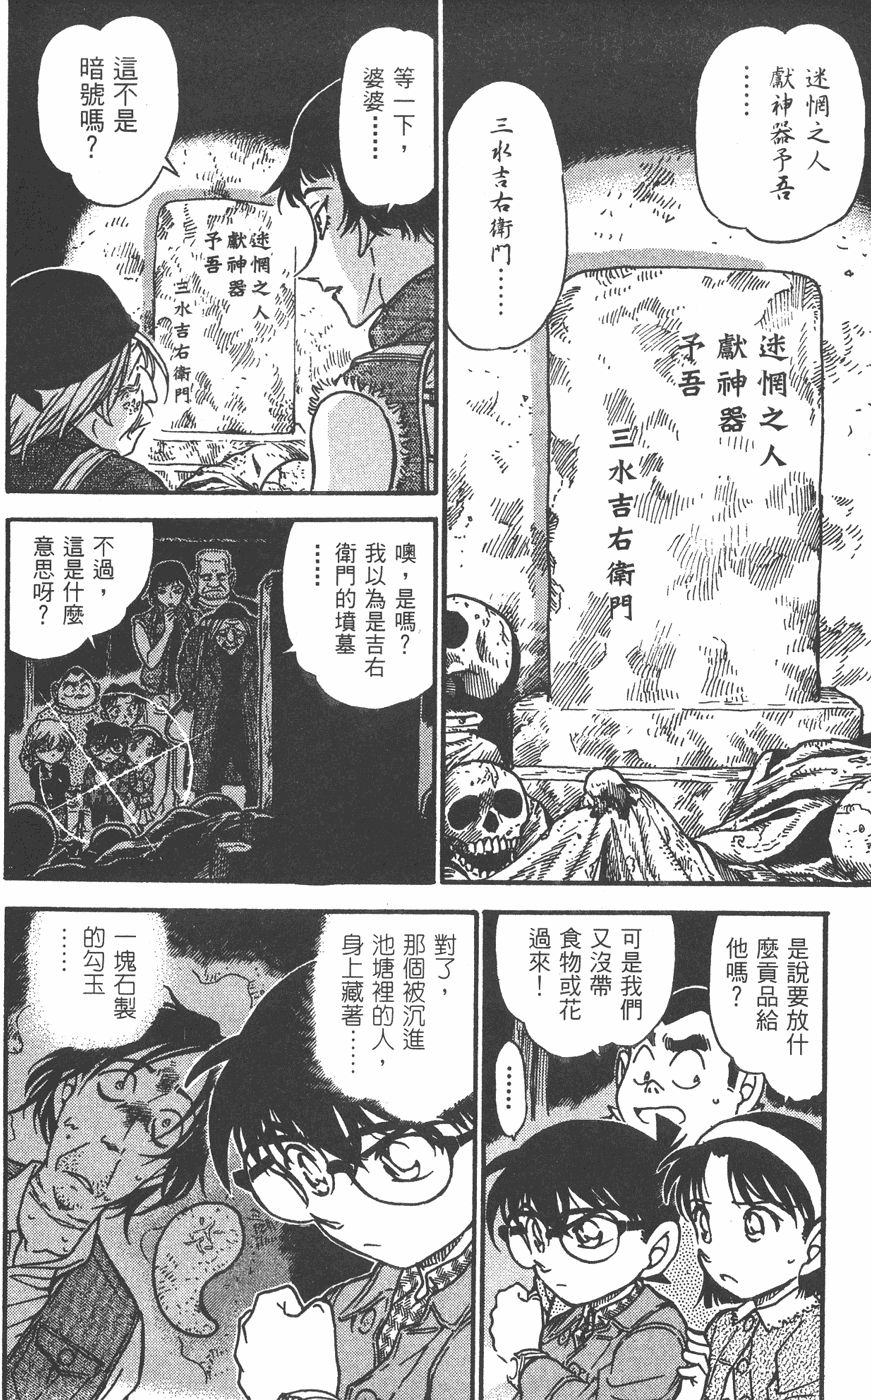 迷惘之人
獻神器予吾
……
三水吉右衛門……
迷惘之人
獻神器
予吾
三水吉右衛門
等一下，
婆婆……
這不是
暗號嗎？
迷惘之人
獻神器
予吾
三水吉右衛門
噢，是嗎？
我以為是吉右
衛門的墳墓
……
不過，
這是什麼
意思呀？
是說要放什
麼貢品給
他嗎？
可是我們
又沒帶
食物或花
過來！
……
對了，
那個被沉進
池塘裡的人，
身上藏著……
一塊石製
的勾玉
……